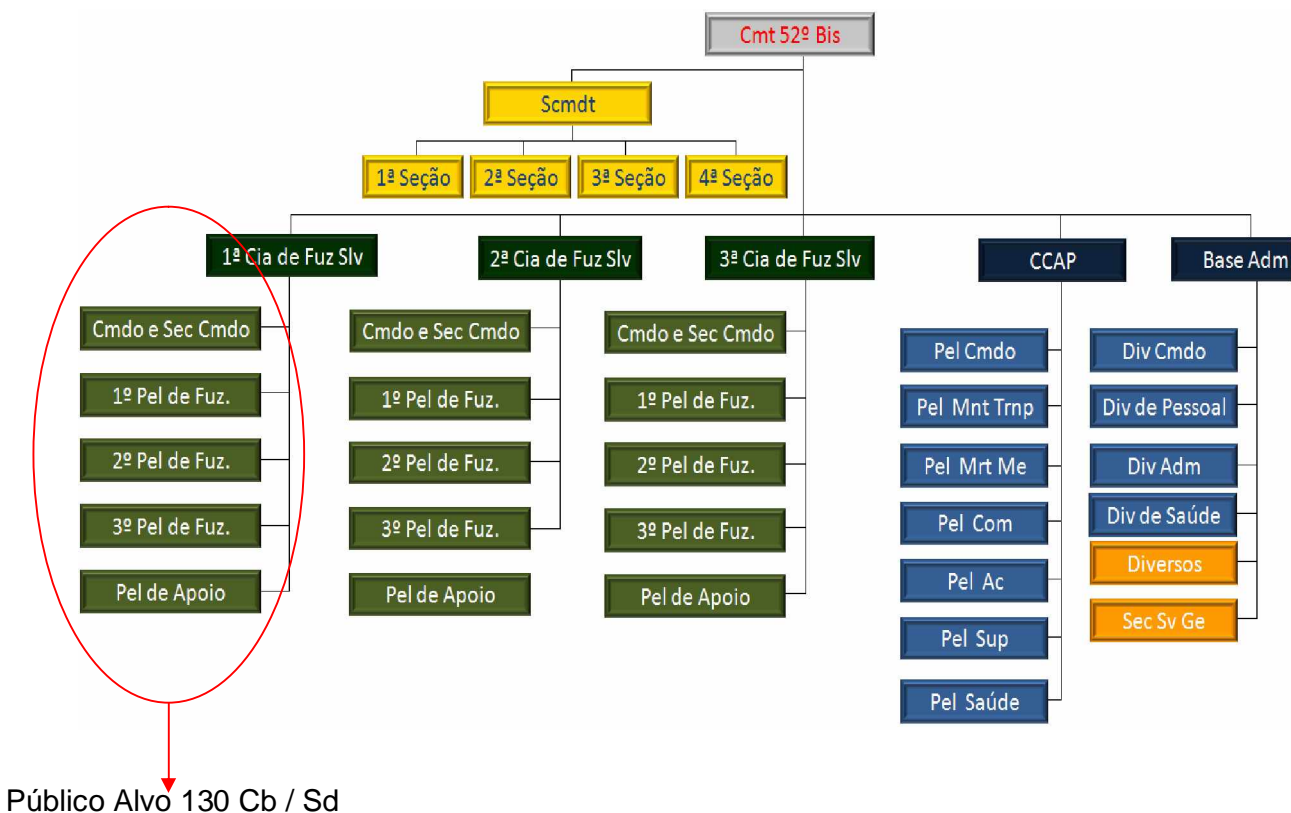 Cmt 52º Bis
Scmdt
1ª Seção
2ª Seção
3ª Seção
4ª Seção
1ª Cia de Fuz Slv
Cmdo e Sec Cmdo
1º Pel de Fuz.
2º Pel de Fuz.
3º Pel de Fuz.
Pel de Apoio
2ª Cia de Fuz Slv
Cmdo e Sec Cmdo
1º Pel de Fuz.
2º Pel de Fuz.
3º Pel de Fuz.
Pel de Apoio
3ª Cia de Fuz Slv
Cmdo e Sec Cmdo
1º Pel de Fuz.
2º Pel de Fuz.
3º Pel de Fuz.
Pel de Apoio
CCAP
Pel Cmdo
Pel Mnt Trnp
Pel Mrt Me
Pel Com
Pel Ac
Pel Sup
Pel Saúde
Base Adm
Div Cmdo
Div de Pessoal
Div Adm
Div de Saúde
Diversos
Sec Sv Ge
Público Alvo 130 Cb / Sd